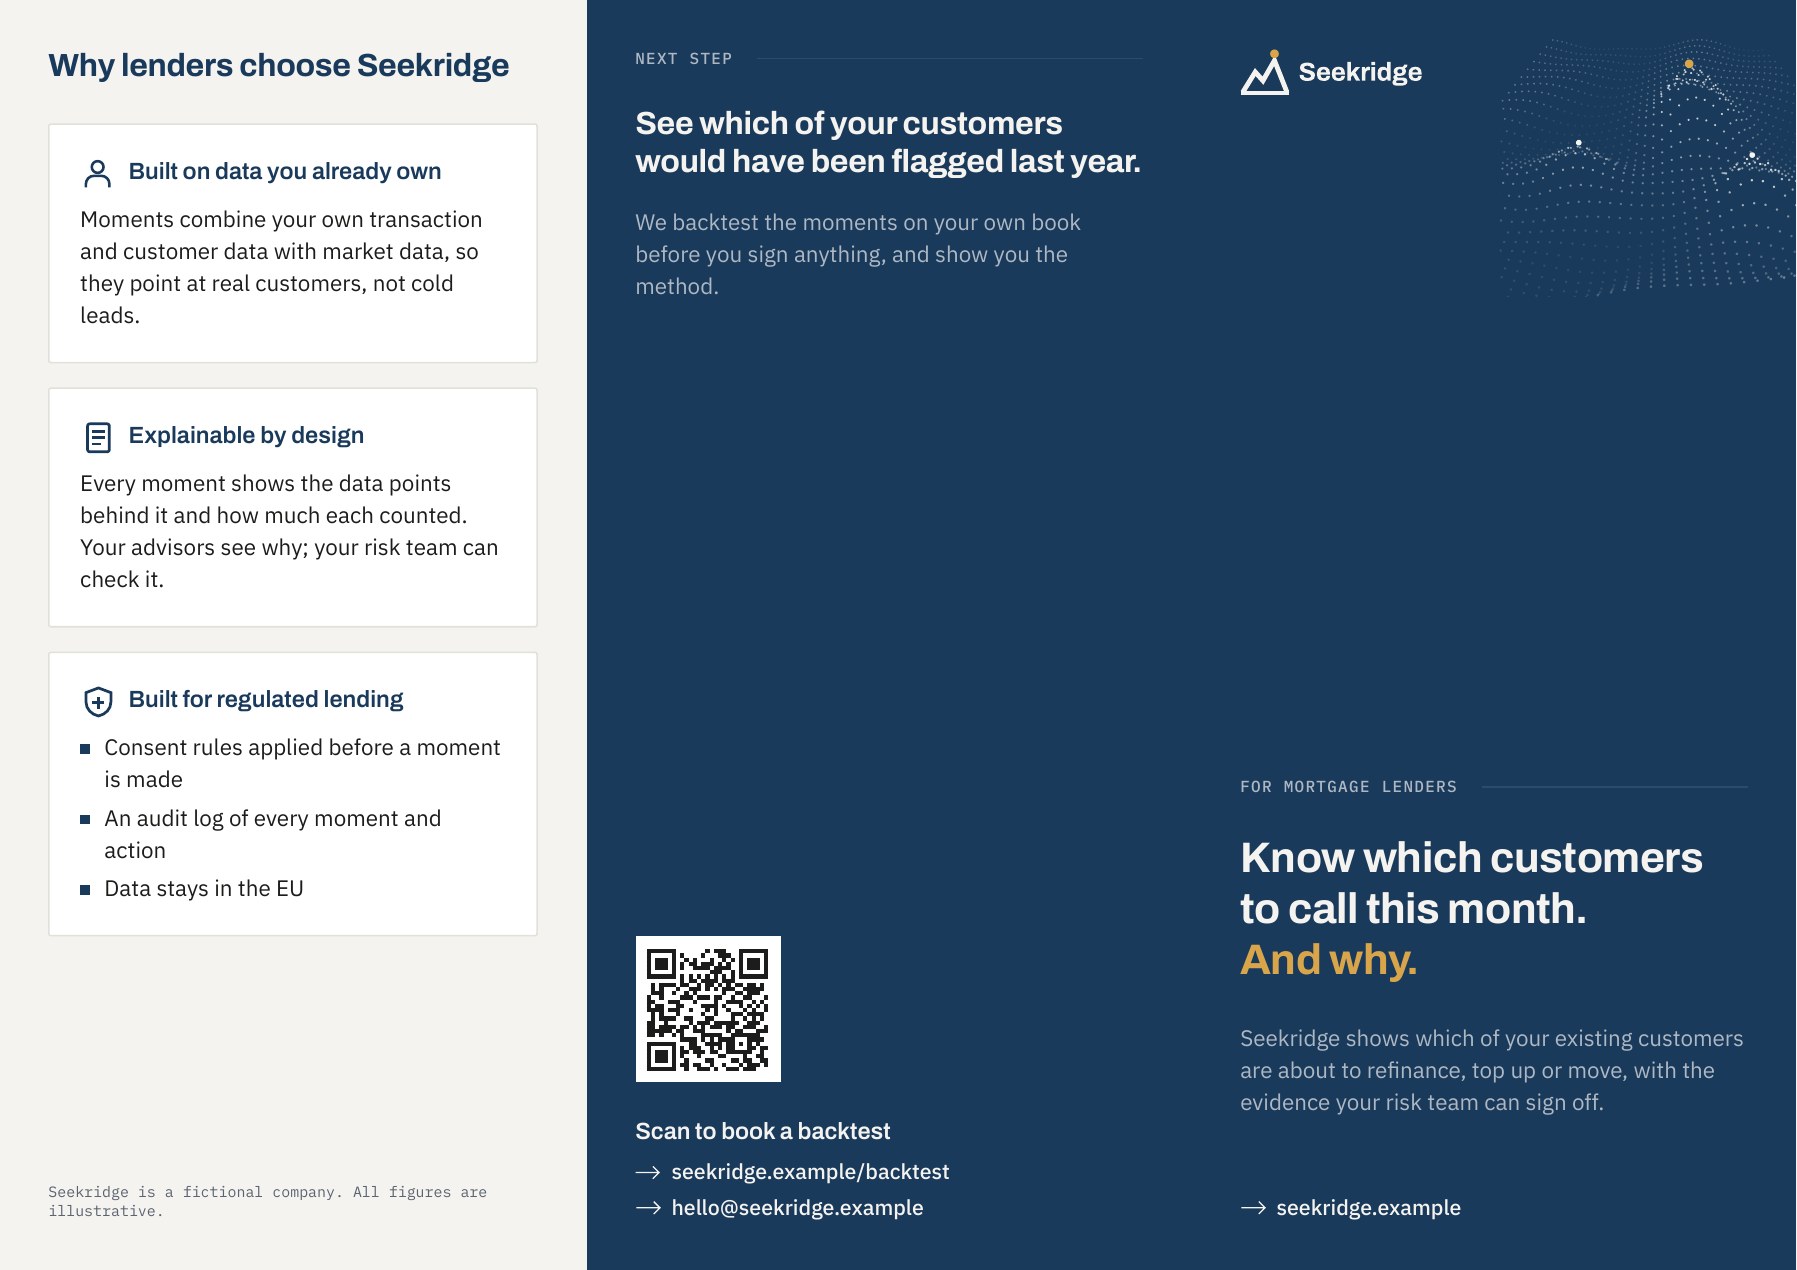 Why lenders choose Seekridge
Built on data you already own
Moments combine your own transaction
and customer data with market data, so
they point at real customers, not cold
leads.
Explainable by design
Every moment shows the data points
behind it and how much each counted.
Your advisors see why; your risk team can
check it.
Built for regulated lending
Consent rules applied before a moment
is made
An audit log of every moment and
action
Data stays in the EU
Seekridge is a fictional company. All figures are
illustrative.
NEXT STEP
See which of your customers
would have been flagged last year.
We backtest the moments on your own book
before you sign anything, and show you the
method.
Scan to book a backtest
→ seekridge.example/backtest
→ hello@seekridge.example
Seekridge
FOR MORTGAGE LENDERS
Know which customers
to call this month.
And why.
Seekridge shows which of your existing customers
are about to refinance, top up or move, with the
evidence your risk team can sign off.
→ seekridge.example